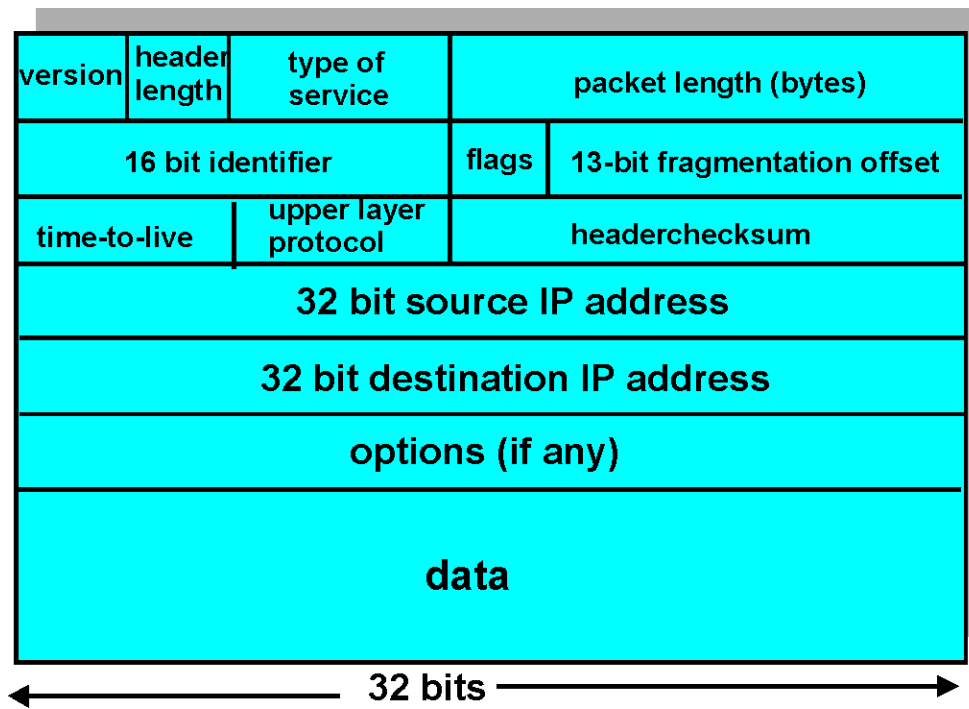 version
header
length
type of
service
packet length (bytes)
16 bit identifier
flags
13-bit fragmentation offset
time-to-live
upper layer
protocol
headerchecksum
32 bit source IP address
32 bit destination IP address
options (if any)
data
32 bits